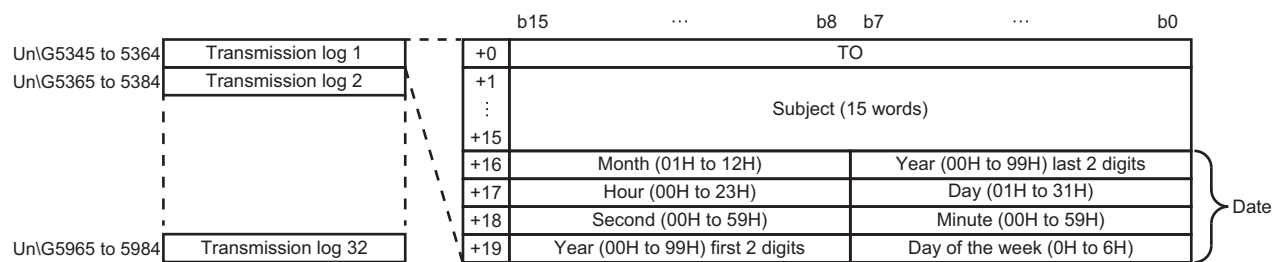 b15 ... b8 b7 ... b0
Un\G5345 to 5364 Transmission log 1 +0 TO
Un\G5365 to 5384 Transmission log 2 +1
⋮ Subject (15 words)
+15
+16 Month (01H to 12H) Year (00H to 99H) last 2 digits
+17 Hour (00H to 23H) Day (01H to 31H)
Date
+18 Second (00H to 59H) Minute (00H to 59H)
Un\G5965 to 5984 Transmission log 32 +19 Year (00H to 99H) first 2 digits Day of the week (0H to 6H)